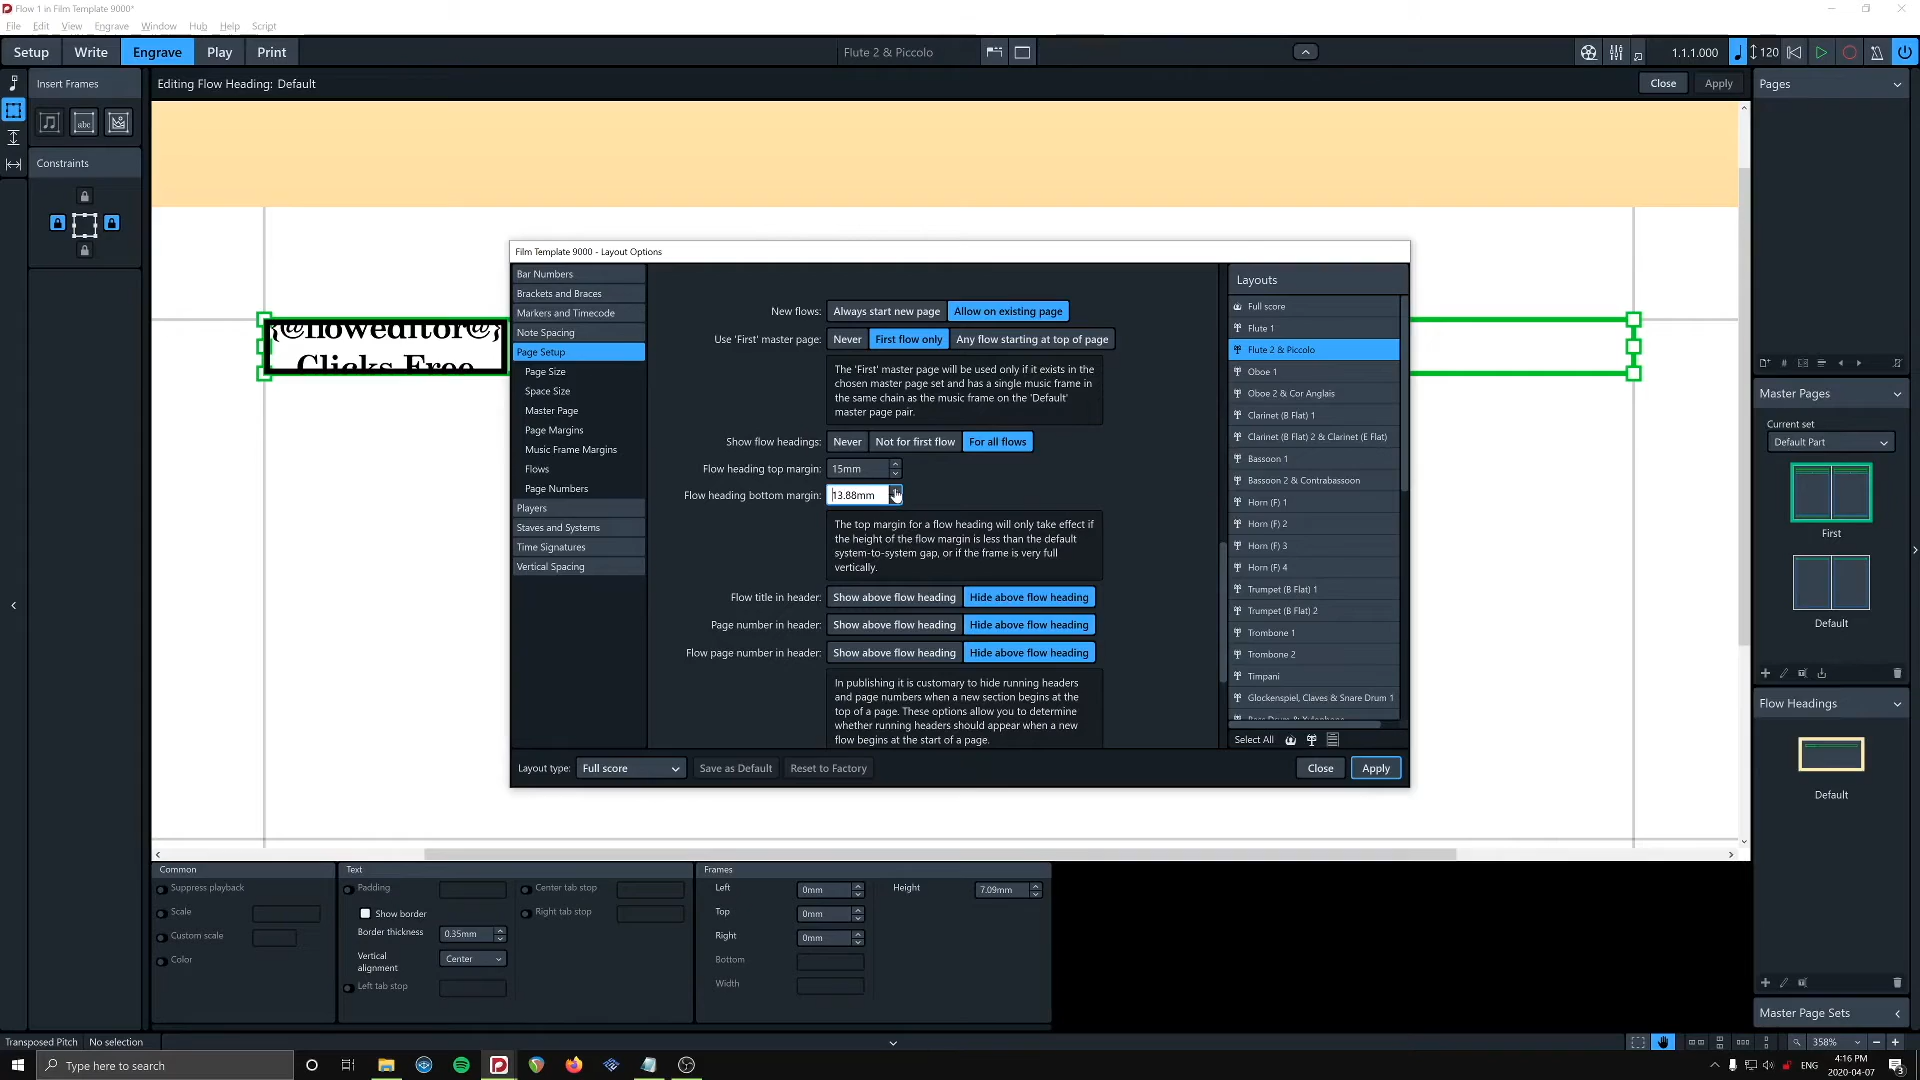 Flow 1 in Film Template 9000*
File Edit View Engrave Window Hub Help Script
Setup Write Engrave Play Print
Flute 2 & Piccolo
1.1.1.000
120
Insert Frames
Editing Flow Heading: Default
Close
Apply
Pages
abc
Constraints
{@floweditor@}
Clicks Free
Film Template 9000 - Layout Options
Bar Numbers
Brackets and Braces
Markers and Timecode
Note Spacing
Page Setup
Page Size
Space Size
Master Page
Page Margins
Music Frame Margins
Flows
Page Numbers
Players
Staves and Systems
Time Signatures
Vertical Spacing
New flows: Always start new page Allow on existing page
Use 'First' master page: Never First flow only Any flow starting at top of page
The 'First' master page will be used only if it exists in the
chosen master page set and has a single music frame in
the same chain as the music frame on the 'Default'
master page pair.
Show flow headings: Never Not for first flow For all flows
Flow heading top margin: 15mm
Flow heading bottom margin: 13.88mm
The top margin for a flow heading will only take effect if
the height of the flow margin is less than the default
system-to-system gap, or if the frame is very full
vertically.
Flow title in header: Show above flow heading Hide above flow heading
Page number in header: Show above flow heading Hide above flow heading
Flow page number in header: Show above flow heading Hide above flow heading
In publishing it is customary to hide running headers
and page numbers when a new section begins at the
top of a page. These options allow you to determine
whether running headers should appear when a new
flow begins at the start of a page.
Layouts
Full score
Flute 1
Flute 2 & Piccolo
Oboe 1
Oboe 2 & Cor Anglais
Clarinet (B Flat) 1
Clarinet (B Flat) 2 & Clarinet (E Flat)
Bassoon 1
Bassoon 2 & Contrabassoon
Horn (F) 1
Horn (F) 2
Horn (F) 3
Horn (F) 4
Trumpet (B Flat) 1
Trumpet (B Flat) 2
Trombone 1
Trombone 2
Timpani
Glockenspiel, Claves & Snare Drum 1
Select All
Layout type: Full score Save as Default Reset to Factory Close Apply
Master Pages
Current set
Default Part
First
Default
Flow Headings
Default
Master Page Sets
Common
Suppress playback
Scale
Custom scale
Color
Text
Padding
Show border
Border thickness 0.35mm
Vertical
alignment Center
Left tab stop
Center tab stop
Right tab stop
Frames
Left 0mm
Top 0mm
Right 0mm
Bottom
Width
Height 7.09mm
Transposed Pitch No selection
358%
Type here to search
ENG
4:16 PM
2020-04-07
3